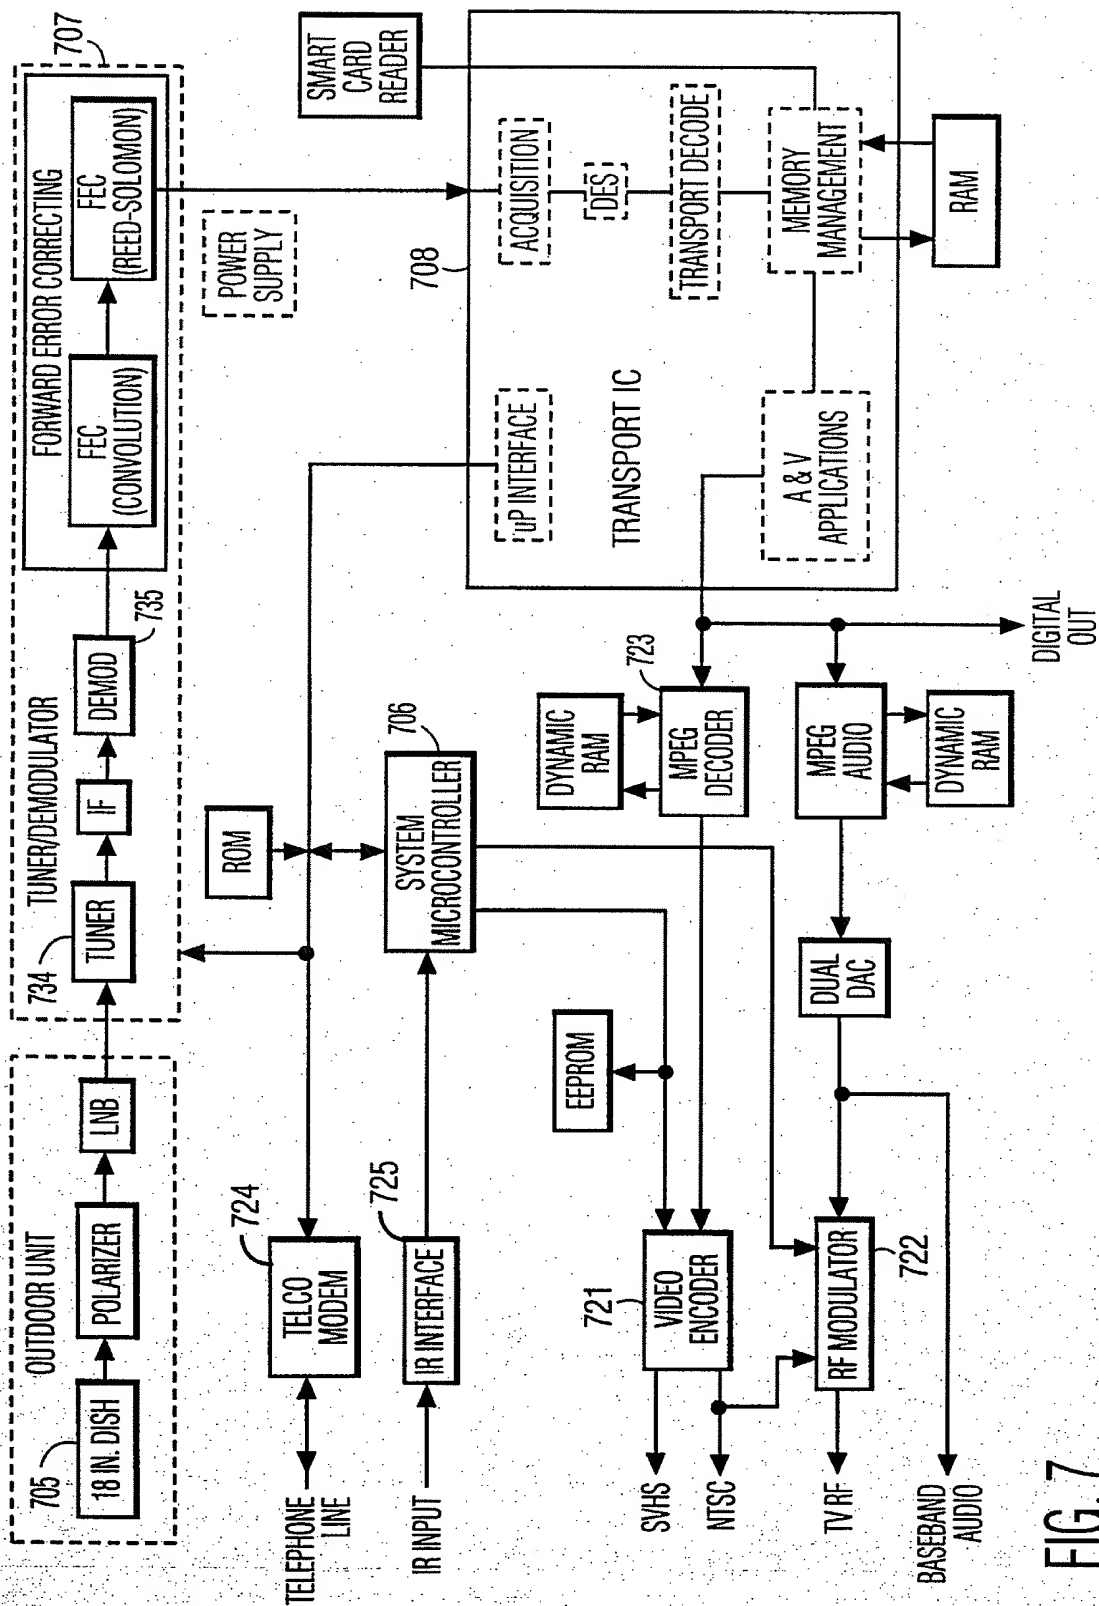 OUTDOOR UNIT
705
18 IN. DISH
POLARIZER
LNB
TUNER/DEMODULATOR
734
TUNER
IF
DEMOD
735
707
FORWARD ERROR CORRECTING
FEC
(CONVOLUTION)
FEC
(REED-SOLOMON)
POWER
SUPPLY
SMART
CARD
READER
708
ACQUISITION
DES
TRANSPORT DECODE
MEMORY
MANAGEMENT
RAM
uP INTERFACE
TRANSPORT IC
A & V
APPLICATIONS
ROM
706
SYSTEM
MICROCONTROLLER
724
TELCO
MODEM
TELEPHONE
LINE
725
IR INTERFACE
IR INPUT
EEPROM
DYNAMIC
RAM
723
MPEG
DECODER
MPEG
AUDIO
DYNAMIC
RAM
DIGITAL
OUT
DUAL
DAC
721
VIDEO
ENCODER
722
RF MODULATOR
SVHS
NTSC
TV RF
BASEBAND
AUDIO
FIG. 7